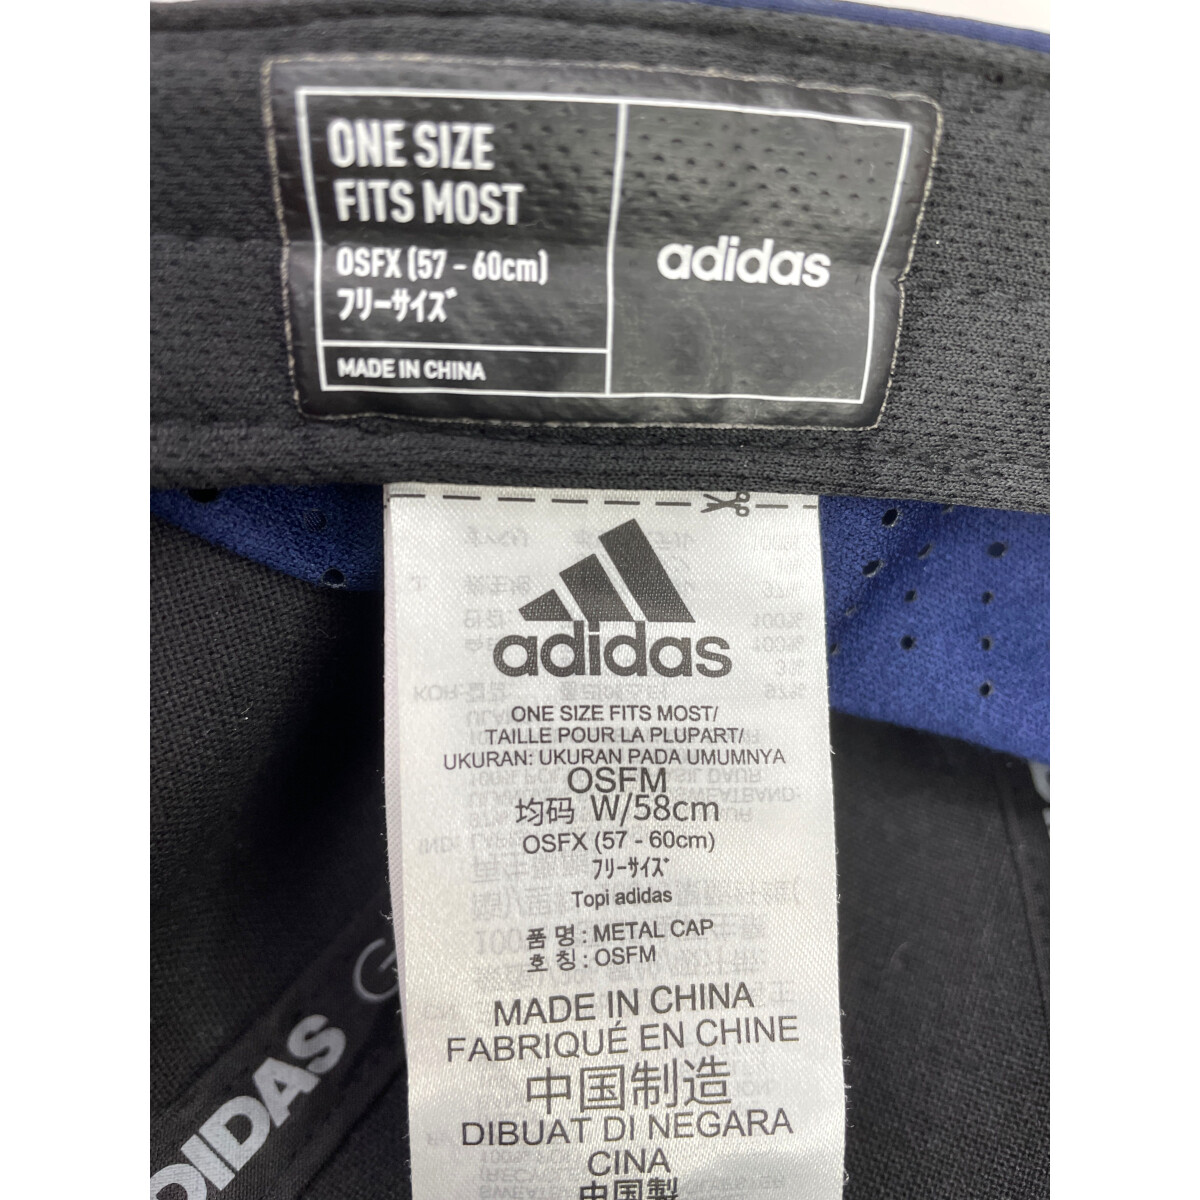 ONE SIZE
FITS MOST
OSFX (57 - 60cm)
フリーサイズ
MADE IN CHINA
adidas
adidas
ONE SIZE FITS MOST/
TAILLE POUR LA PLUPART/
UKURAN: UKURAN PADA UMUMNYA
OSFM
均码 W/58cm
OSFX (57 - 60cm)
フリーサイズ
Topi adidas
품 명 : METAL CAP
호 칭 : OSFM
MADE IN CHINA
FABRIQUÉ EN CHINE
中国制造
DIBUAT DI NEGARA
CINA
中国製
ADIDAS